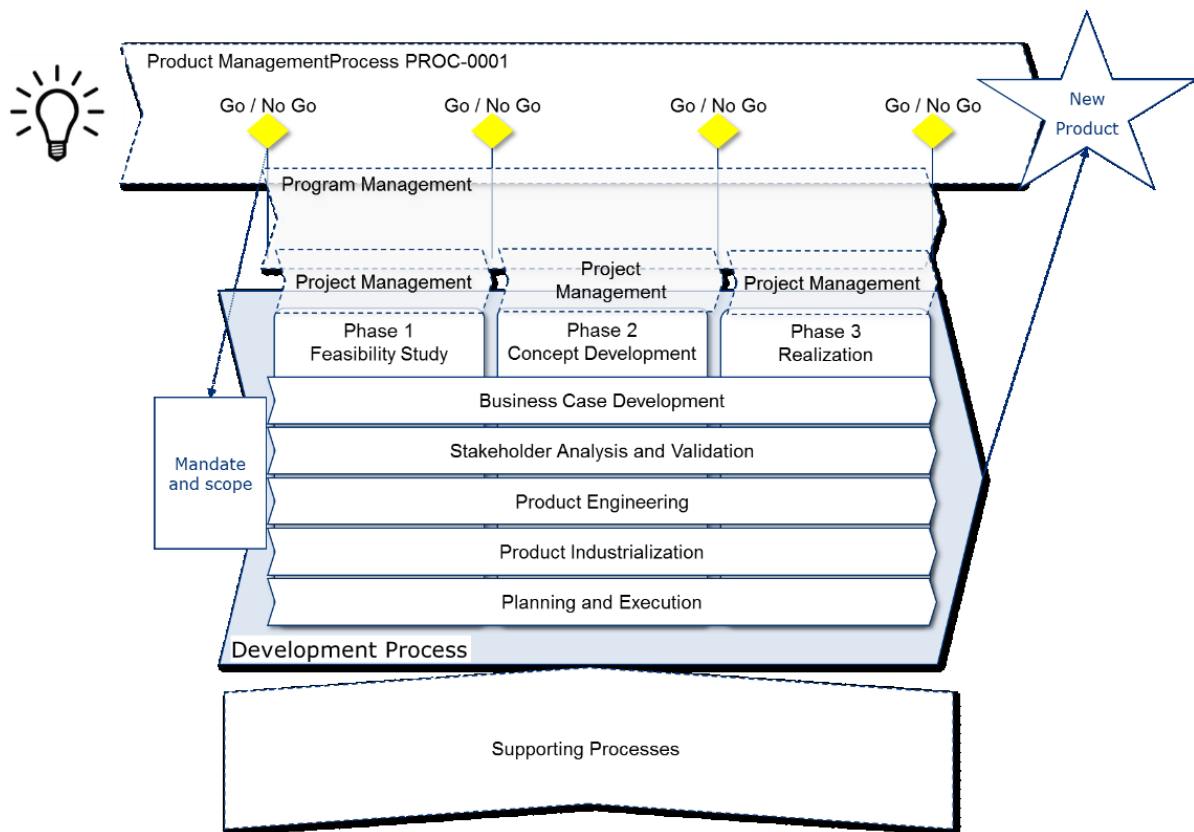 Product ManagementProcess PROC-0001
Go / No Go
Go / No Go
Go / No Go
Go / No Go
New
Product
Program Management
Project Management
Project
Management
Project Management
Phase 1
Feasibility Study
Phase 2
Concept Development
Phase 3
Realization
Business Case Development
Stakeholder Analysis and Validation
Mandate
and scope
Product Engineering
Product Industrialization
Planning and Execution
Development Process
Supporting Processes